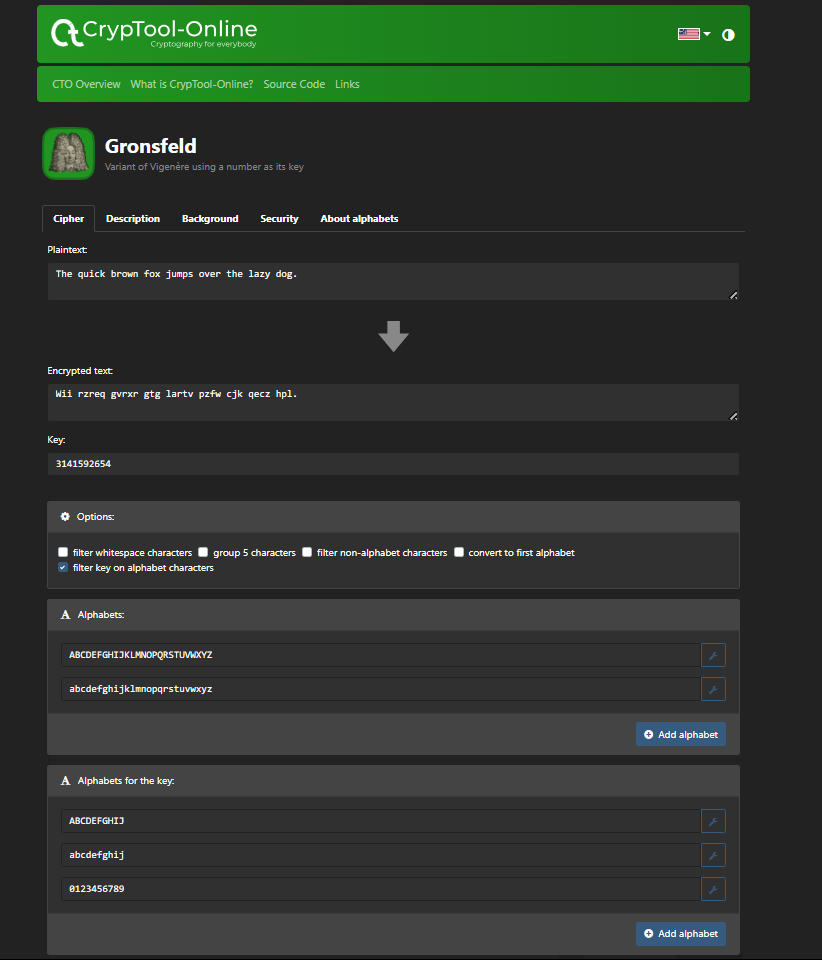 CrypTool-Online
Cryptography for everybody
CTO Overview What is CrypTool-Online? Source Code Links
Gronsfeld
Variant of Vigenère using a number as its key
Cipher Description Background Security About alphabets
Plaintext:
The quick brown fox jumps over the lazy dog.
Encrypted text:
Wii rzreq gvrxr gtg lartv pzfw cjk qecz hpl.
Key:
3141592654
Options:
filter whitespace characters group 5 characters filter non-alphabet characters convert to first alphabet
filter key on alphabet characters
Alphabets:
ABCDEFGHIJKLMNOPQRSTUVWXYZ
abcdefghijklmnopqrstuvwxyz
Add alphabet
Alphabets for the key:
ABCDEFGHIJ
abcdefghij
0123456789
Add alphabet